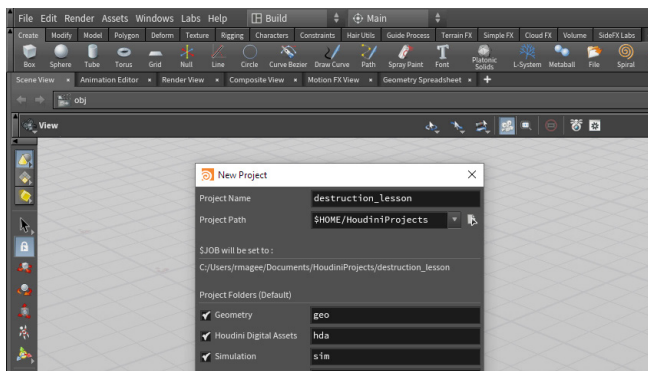 File Edit Render Assets Windows Labs Help Build Main
Create Modify Model Polygon Deform Texture Rigging Characters Constraints Hair Utils Guide Process Terrain FX Simple FX Cloud FX Volume SideFX Labs
Box Sphere Tube Torus Grid Null Line Circle Curve Bezier Draw Curve Path Spray Paint Font Platonic Solids L-System Metaball File Spiral
Scene View Animation Editor Render View Composite View Motion FX View Geometry Spreadsheet
obj
View
New Project
Project Name destruction_lesson
Project Path $HOME/HoudiniProjects
$JOB will be set to :
C:/Users/rmagee/Documents/HoudiniProjects/destruction_lesson
Project Folders (Default)
Geometry geo
Houdini Digital Assets hda
Simulation sim